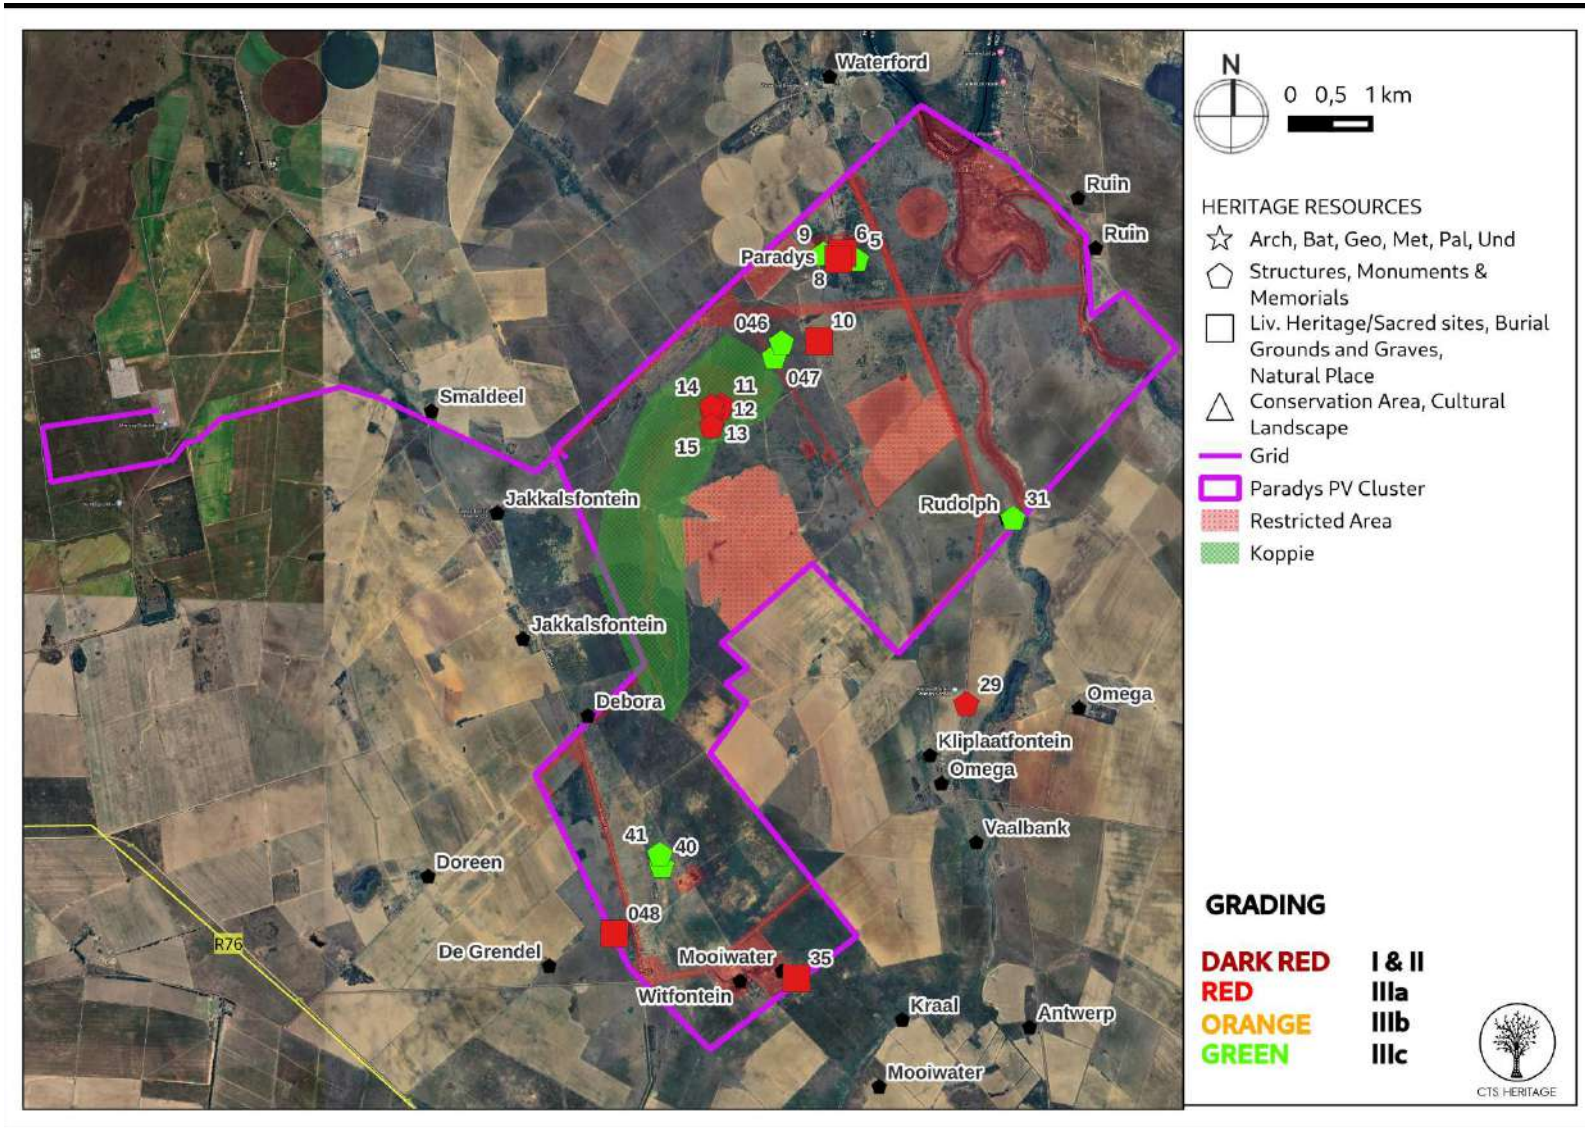 Waterford
Ruin
Ruin
9
6
5
Paradys
8
046
10
047
14
11
12
13
15
Smaldeel
Jakkalsfontein
Rudolph
31
Jakkalsfontein
Debora
29
Omega
Kliplaatfontein
Omega
Vaalbank
41
40
Doreen
048
R76
De Grendel
Mooiwater
35
Witfontein
Kraal
Antwerp
Mooiwater
N
0 0,5 1 km
HERITAGE RESOURCES
Arch, Bat, Geo, Met, Pal, Und
Structures, Monuments &
Memorials
Liv. Heritage/Sacred sites, Burial
Grounds and Graves,
Natural Place
Conservation Area, Cultural
Landscape
Grid
Paradys PV Cluster
Restricted Area
Koppie
GRADING
DARK RED I & II
RED IIIa
ORANGE IIIb
GREEN IIIc
CTS HERITAGE